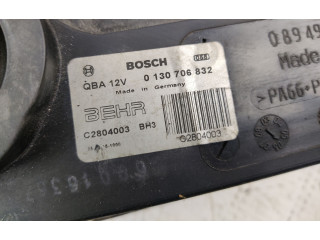 BOSCH
QBA 12V 0 130 706 832
Made in Germany
BEHR
C2804003 BH3
C2804003
0 8 9 4 9
Made
>PA66-P